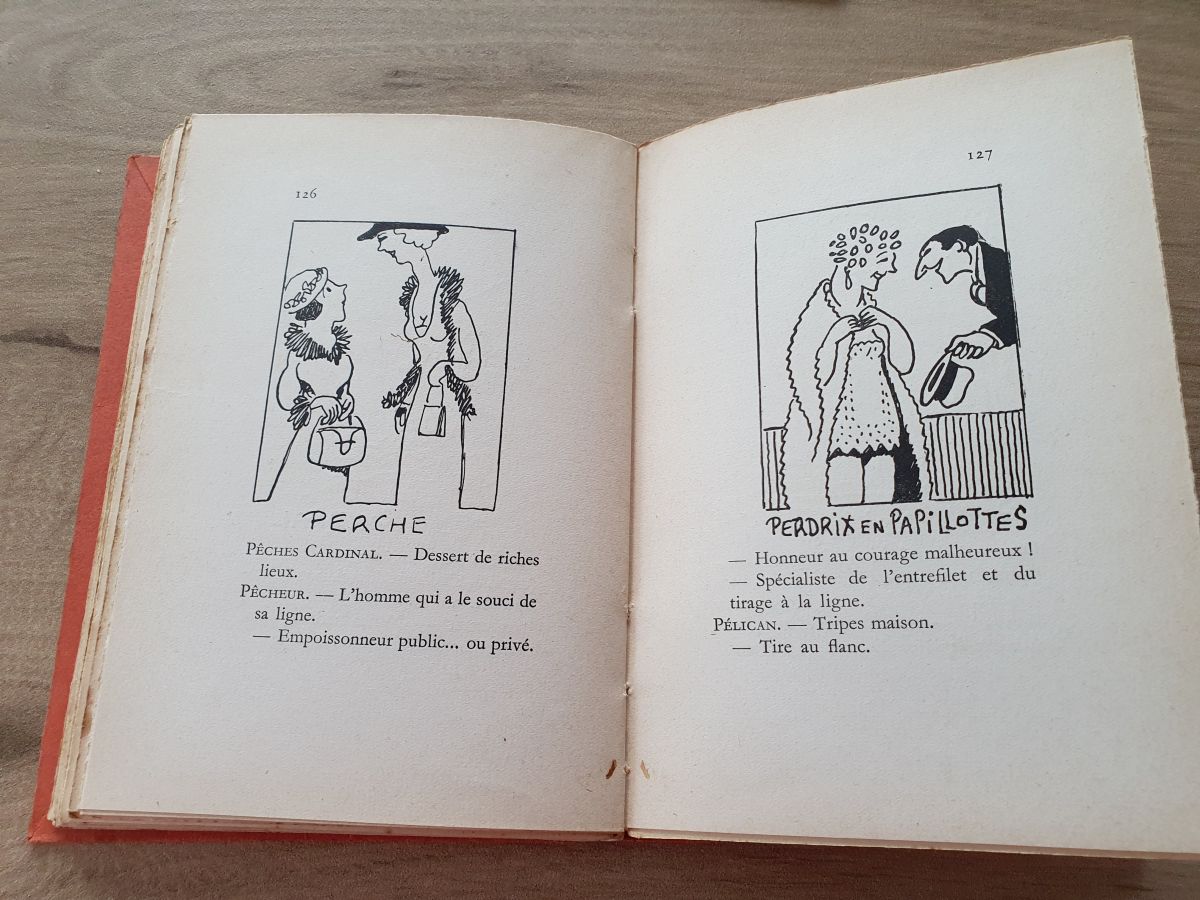 126
PERCHE
PÊCHES CARDINAL. — Dessert de riches
lieux.
PÊCHEUR. — L'homme qui a le souci de
sa ligne.
— Empoissonneur public... ou privé.
127
PERDRIX EN PAPILLOTTES
— Honneur au courage malheureux !
— Spécialiste de l'entrefilet et du
tirage à la ligne.
PÉLICAN. — Tripes maison.
— Tire au flanc.